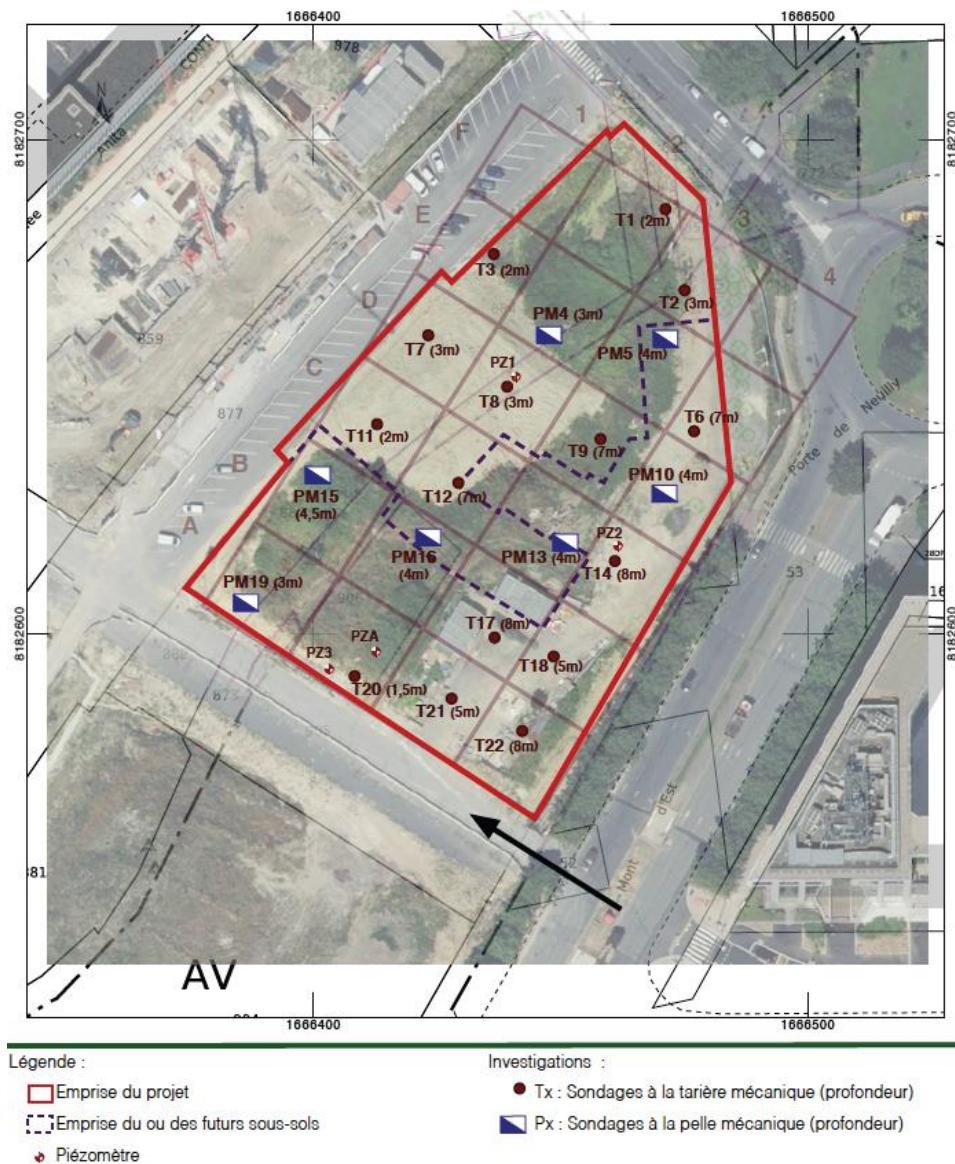 1666400
1666500
CONTI
878
Anita
N
F
1
2
8182700
8182700
E
T1 (2m)
3
4
T3 (2m)
D
T2 (3m)
PM4 (3m)
859
T7 (3m)
PM5 (4m)
C
PZ1
T8 (3m)
Neuilly
877
T11 (2m)
T6 (7m)
de
B
T9 (7m)
PM10 (4m)
Porte
T12 (7m)
PM15
(4,5m)
A
PZ2
PM16
(4m)
PM13 (4m)
T14 (8m)
53
PM19 (3m)
T17 (8m)
8182600
8182600
PZA
PZ3
T18 (5m)
T20 (1,5m)
T21 (5m)
T22 (8m)
d'Est
52
Mont
AV
1666400
1666500
Légende :
Investigations :
Emprise du projet
Tx : Sondages à la tarière mécanique (profondeur)
Emprise du ou des futurs sous-sols
Px : Sondages à la pelle mécanique (profondeur)
Piézomètre